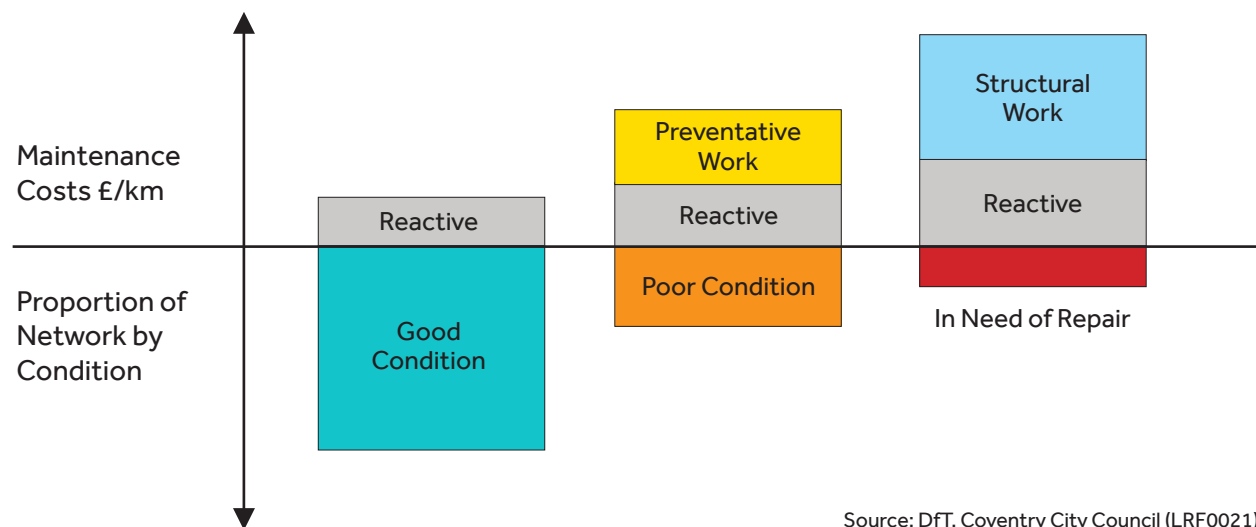 Maintenance
Costs £/km
Proportion of
Network by
Condition
Reactive
Good
Condition
Preventative
Work
Reactive
Poor Condition
Structural
Work
Reactive
In Need of Repair
Source: DfT, Coventry City Council (LRF0021)